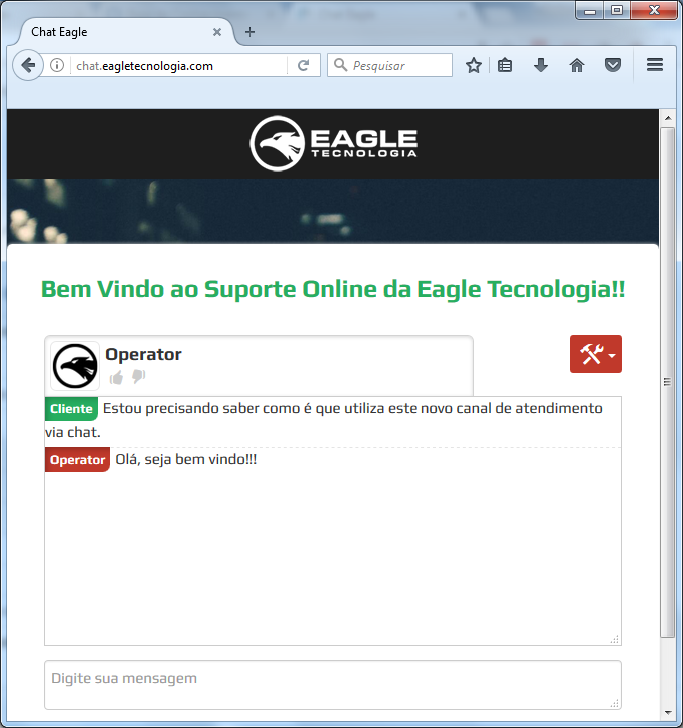 Chat Eagle
chat.eagletecnologia.com
Pesquisar
EAGLE
TECNOLOGIA
Bem Vindo ao Suporte Online da Eagle Tecnologia!!
Operator
Cliente Estou precisando saber como é que utiliza este novo canal de atendimento
via chat.
Operator Olá, seja bem vindo!!!
Digite sua mensagem